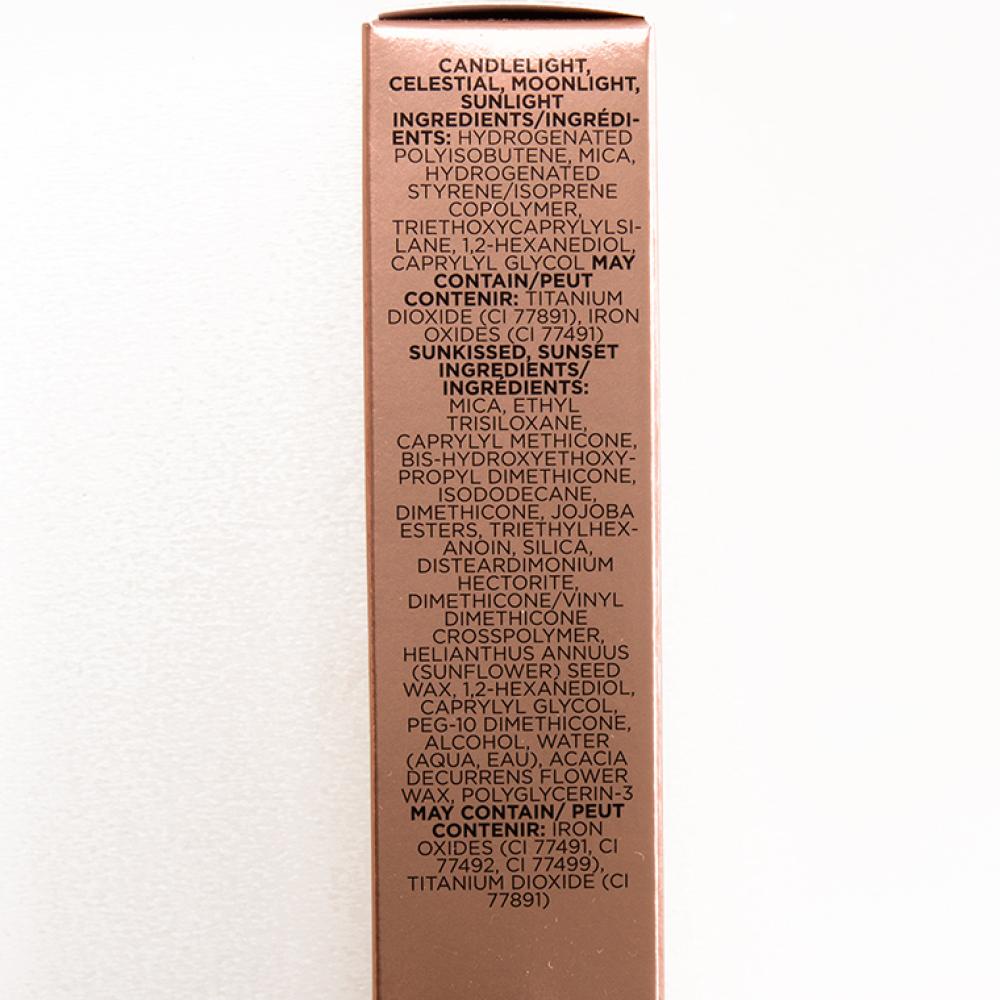 CANDLELIGHT,
CELESTIAL, MOONLIGHT,
SUNLIGHT
INGREDIENTS/INGRÉDI-
ENTS: HYDROGENATED
POLYISOBUTENE, MICA,
HYDROGENATED
STYRENE/ISOPRENE
COPOLYMER,
TRIETHOXYCAPRYLYLSI-
LANE, 1,2-HEXANEDIOL,
CAPRYLYL GLYCOL MAY
CONTAIN/PEUT
CONTENIR: TITANIUM
DIOXIDE (CI 77891), IRON
OXIDES (CI 77491)
SUNKISSED, SUNSET
INGREDIENTS/
INGRÉDIENTS:
MICA, ETHYL
TRISILOXANE,
CAPRYLYL METHICONE,
BIS-HYDROXYETHOXY-
PROPYL DIMETHICONE,
ISODODECANE,
DIMETHICONE, JOJOBA
ESTERS, TRIETHYLHEX-
ANOIN, SILICA,
DISTEARDIMONIUM
HECTORITE,
DIMETHICONE/VINYL
DIMETHICONE
CROSSPOLYMER,
HELIANTHUS ANNUUS
(SUNFLOWER) SEED
WAX, 1,2-HEXANEDIOL,
CAPRYLYL GLYCOL,
PEG-10 DIMETHICONE,
ALCOHOL, WATER
(AQUA, EAU), ACACIA
DECURRENS FLOWER
WAX, POLYGLYCERIN-3
MAY CONTAIN/ PEUT
CONTENIR: IRON
OXIDES (CI 77491, CI
77492, CI 77499),
TITANIUM DIOXIDE (CI
77891)